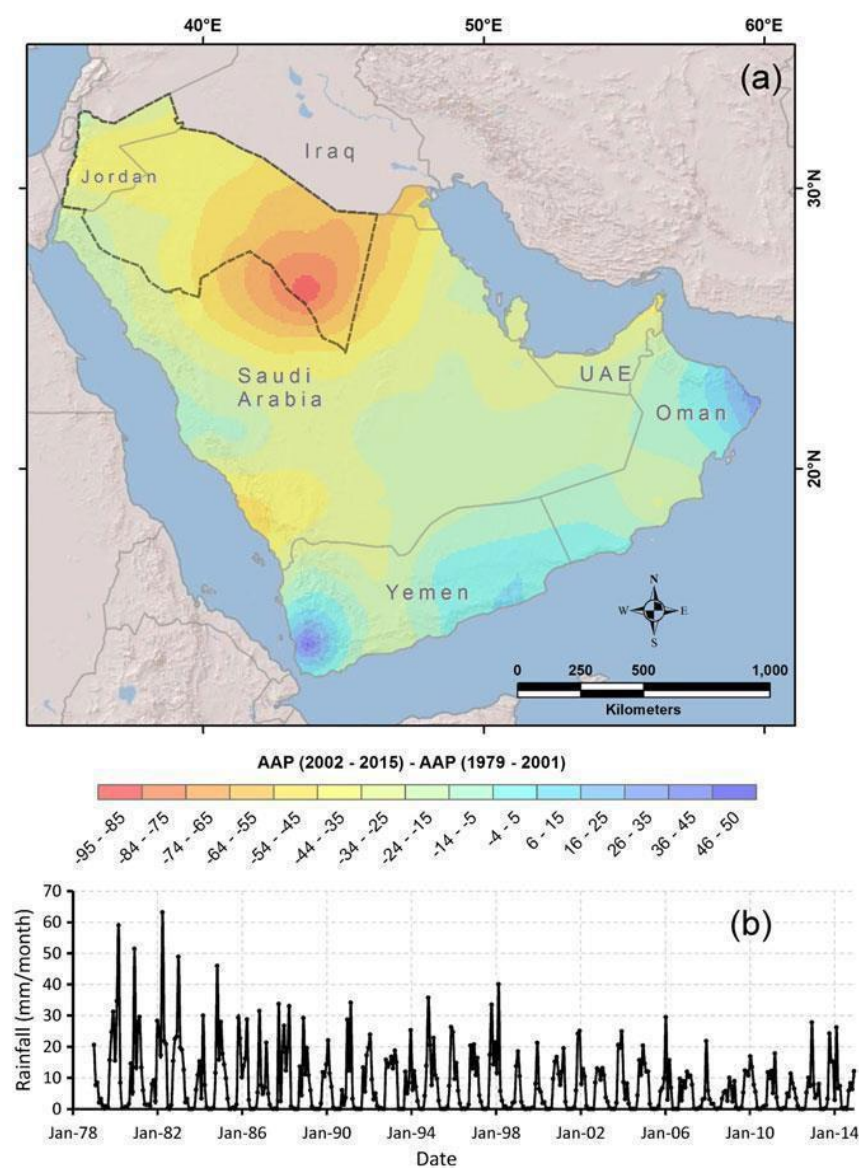 40°E 50°E 60°E
(a)
Iraq
Jordan
30°N
Saudi
Arabia
UAE
Oman
20°N
Yemen
N
W E
S
0 250 500 1,000
Kilometers
AAP (2002 - 2015) - AAP (1979 - 2001)
-95 - -85
-84 - -75
-74 - -65
-64 - -55
-54 - -45
-44 - -35
-34 - -25
-24 - -15
-14 - -5
-4 - 5
6 - 15
16 - 25
26 - 35
36 - 45
46 - 50
(b)
Rainfall (mm/month)
70
60
50
40
30
20
10
0
Jan-78 Jan-82 Jan-86 Jan-90 Jan-94 Jan-98 Jan-02 Jan-06 Jan-10 Jan-14
Date